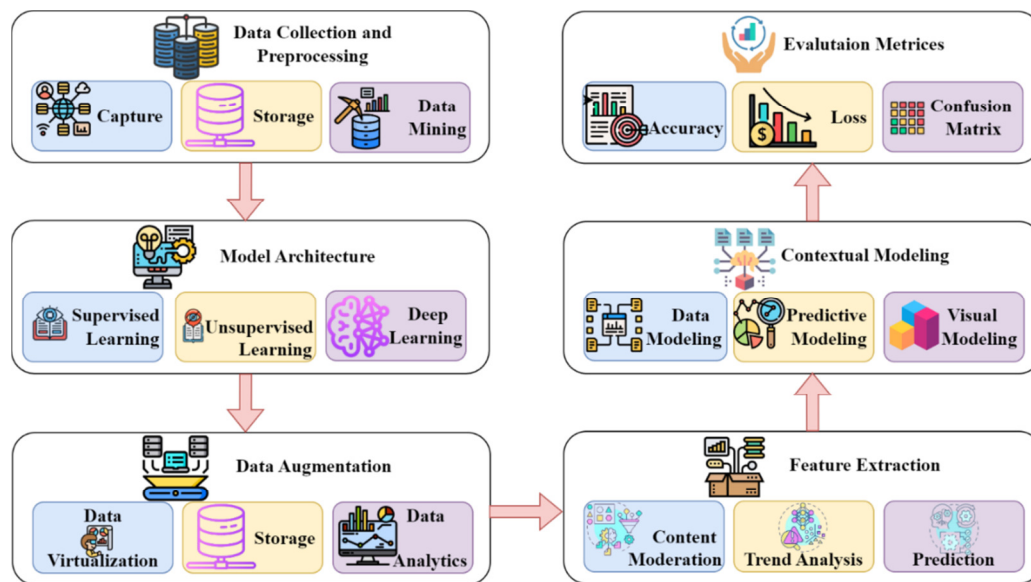 Data Collection and
Preprocessing
Capture
Storage
Data
Mining
Model Architecture
Supervised
Learning
Unsupervised
Learning
Deep
Learning
Data Augmentation
Data
Virtualization
Storage
Data
Analytics
Feature Extraction
Content
Moderation
Trend Analysis
Prediction
Contextual Modeling
Data
Modeling
Predictive
Modeling
Visual
Modeling
Evalutaion Metrices
Accuracy
Loss
Confusion
Matrix